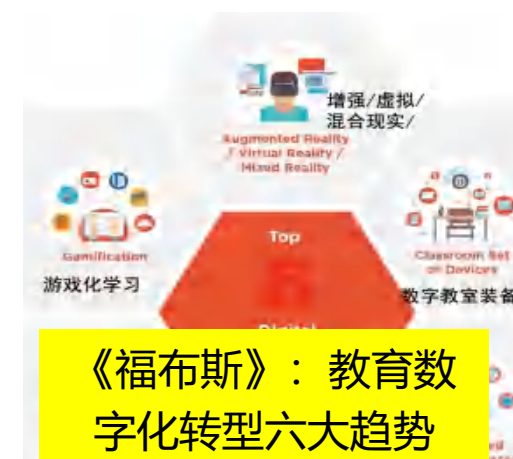 增强/虚拟/
混合现实/
Augmented Reality
/ Virtual Reality /
Mixed Reality
Gamification
游戏化学习
Top
6
Digital
Classroom Set
of Devices
数字教室装备
《福布斯》：教育数
字化转型六大趋势